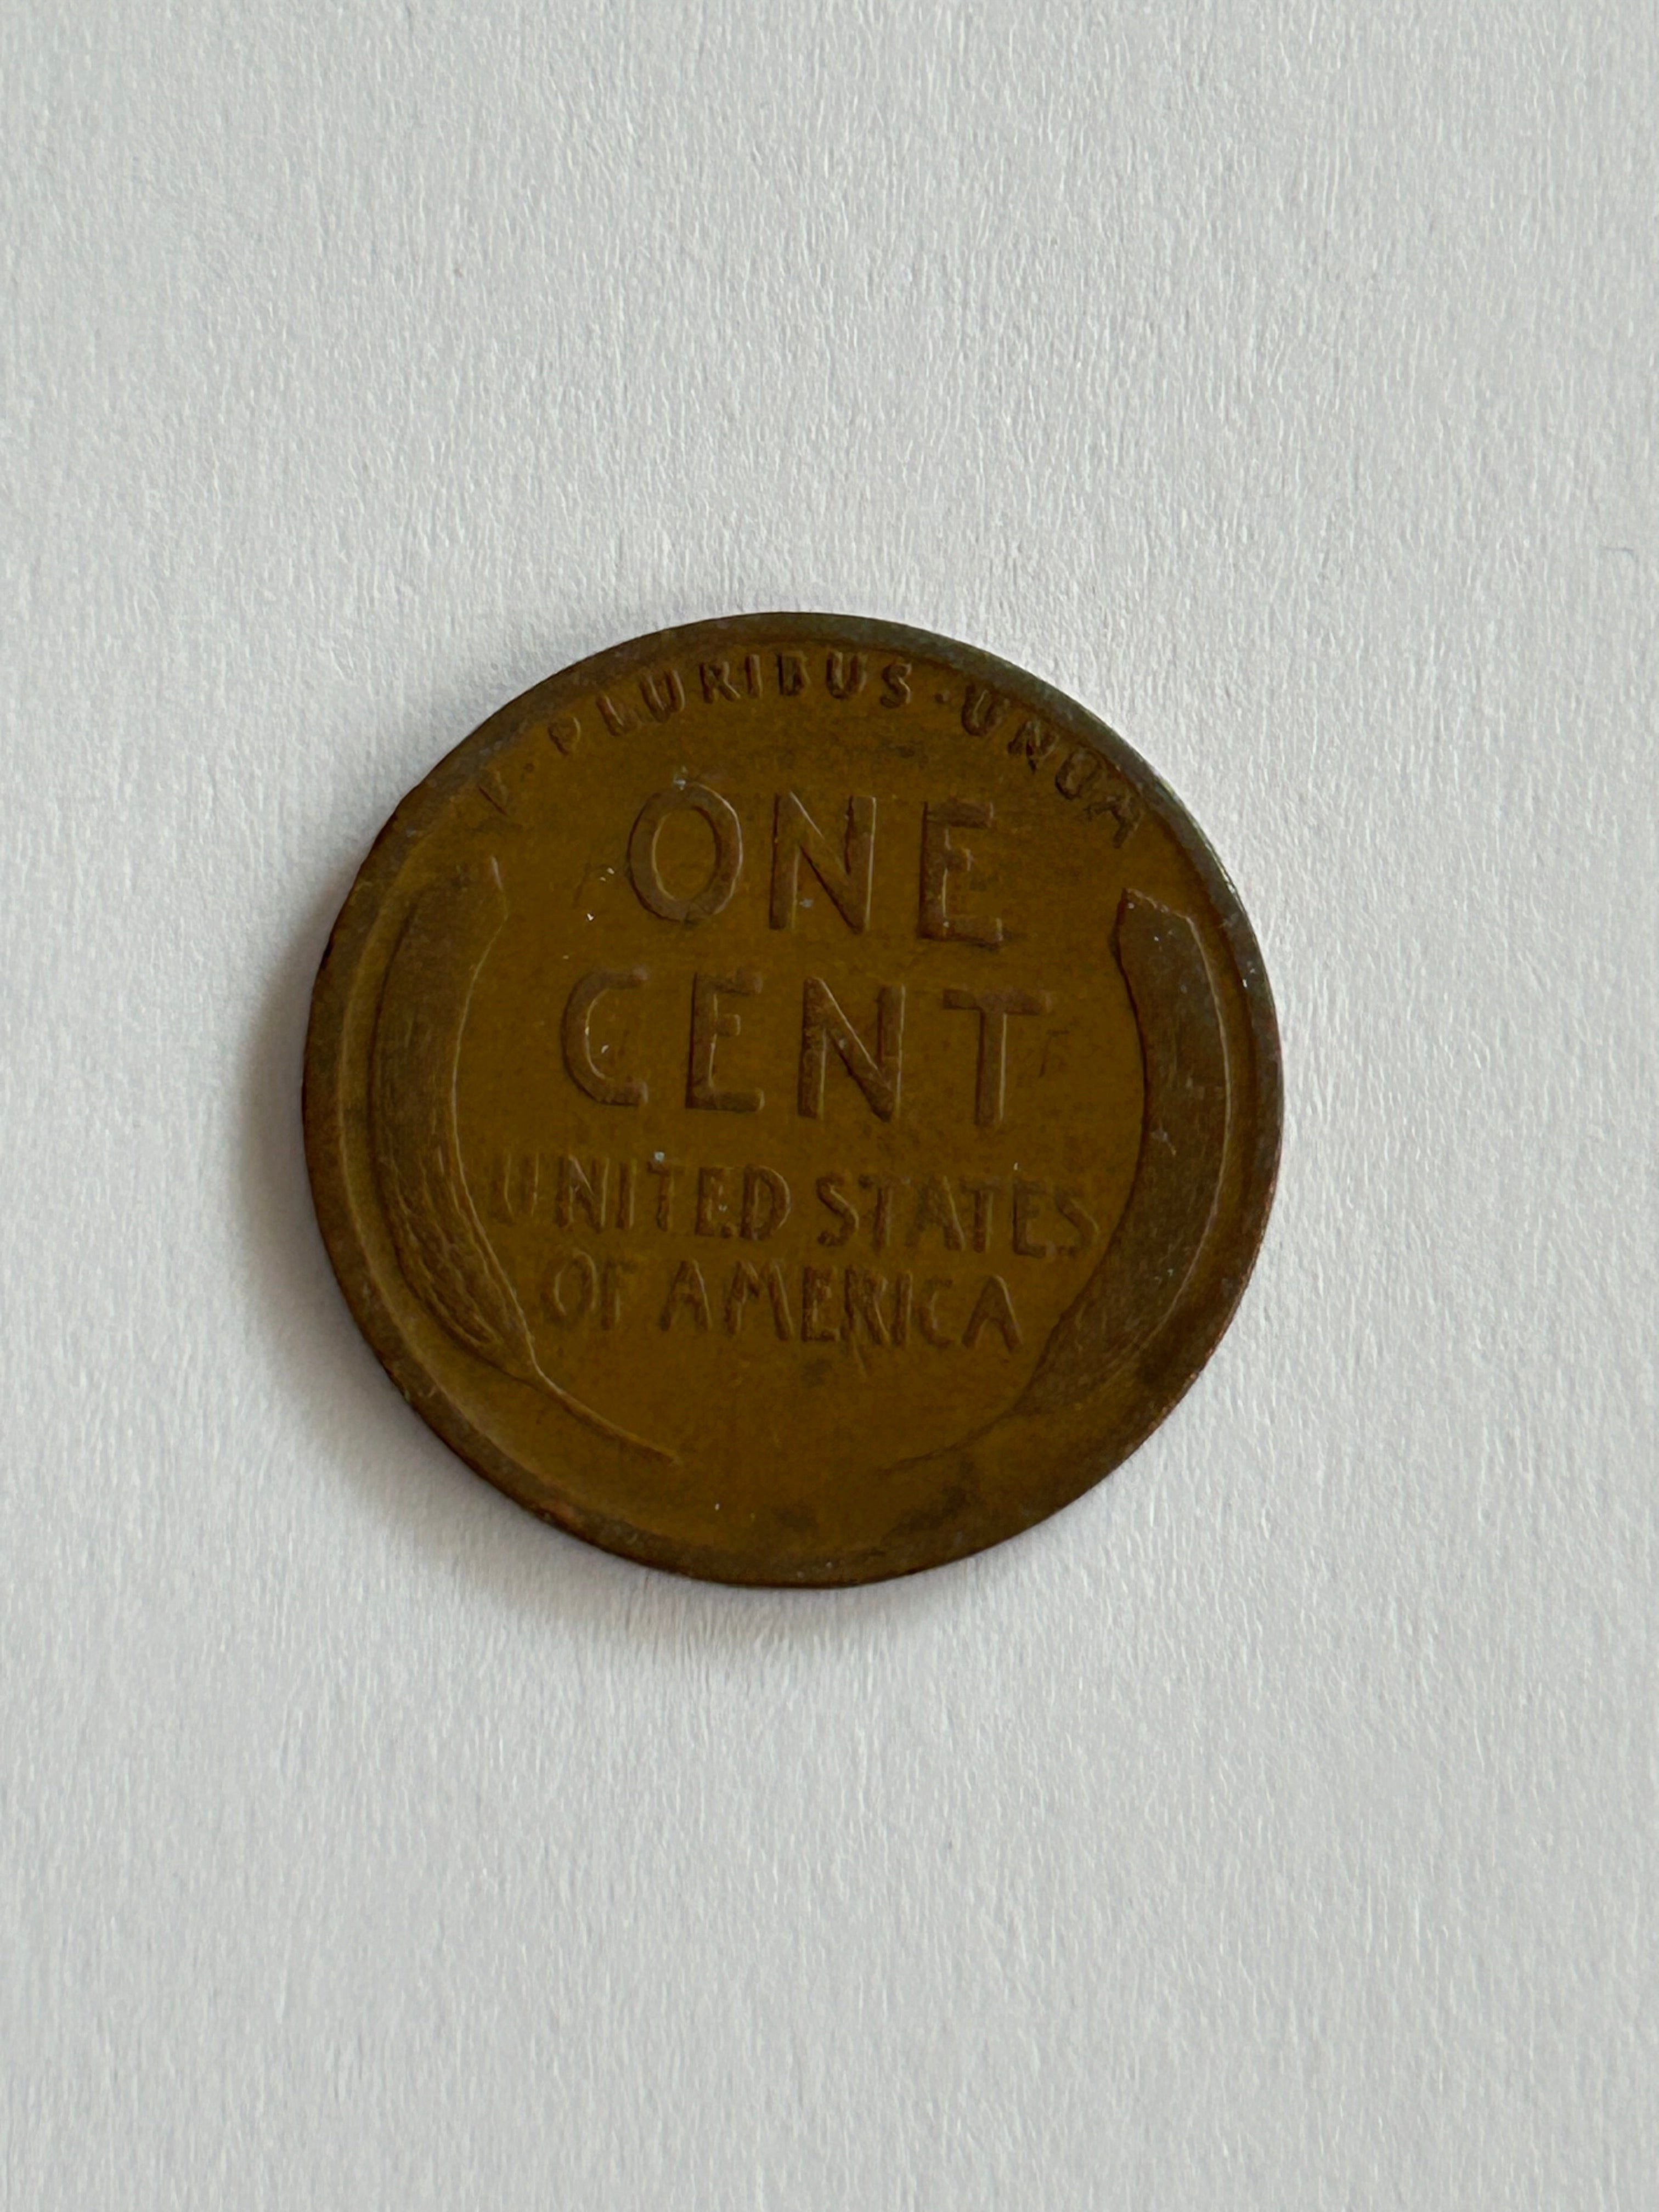 E · PLURIBUS · UNUM
ONE
CENT
UNITED STATES
OF AMERICA